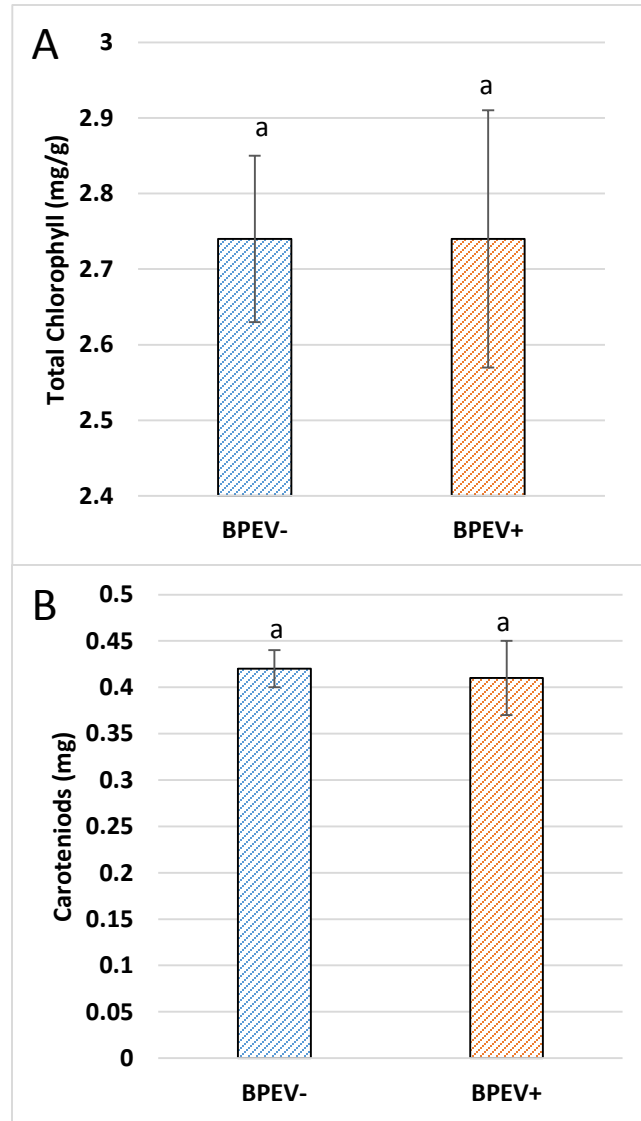 A
Total Chlorophyll (mg/g)
3
2.9
2.8
2.7
2.6
2.5
2.4
a
a
BPEV-
BPEV+
B
Caroteniods (mg)
0.5
0.45
0.4
0.35
0.3
0.25
0.2
0.15
0.1
0.05
0
a
a
BPEV-
BPEV+